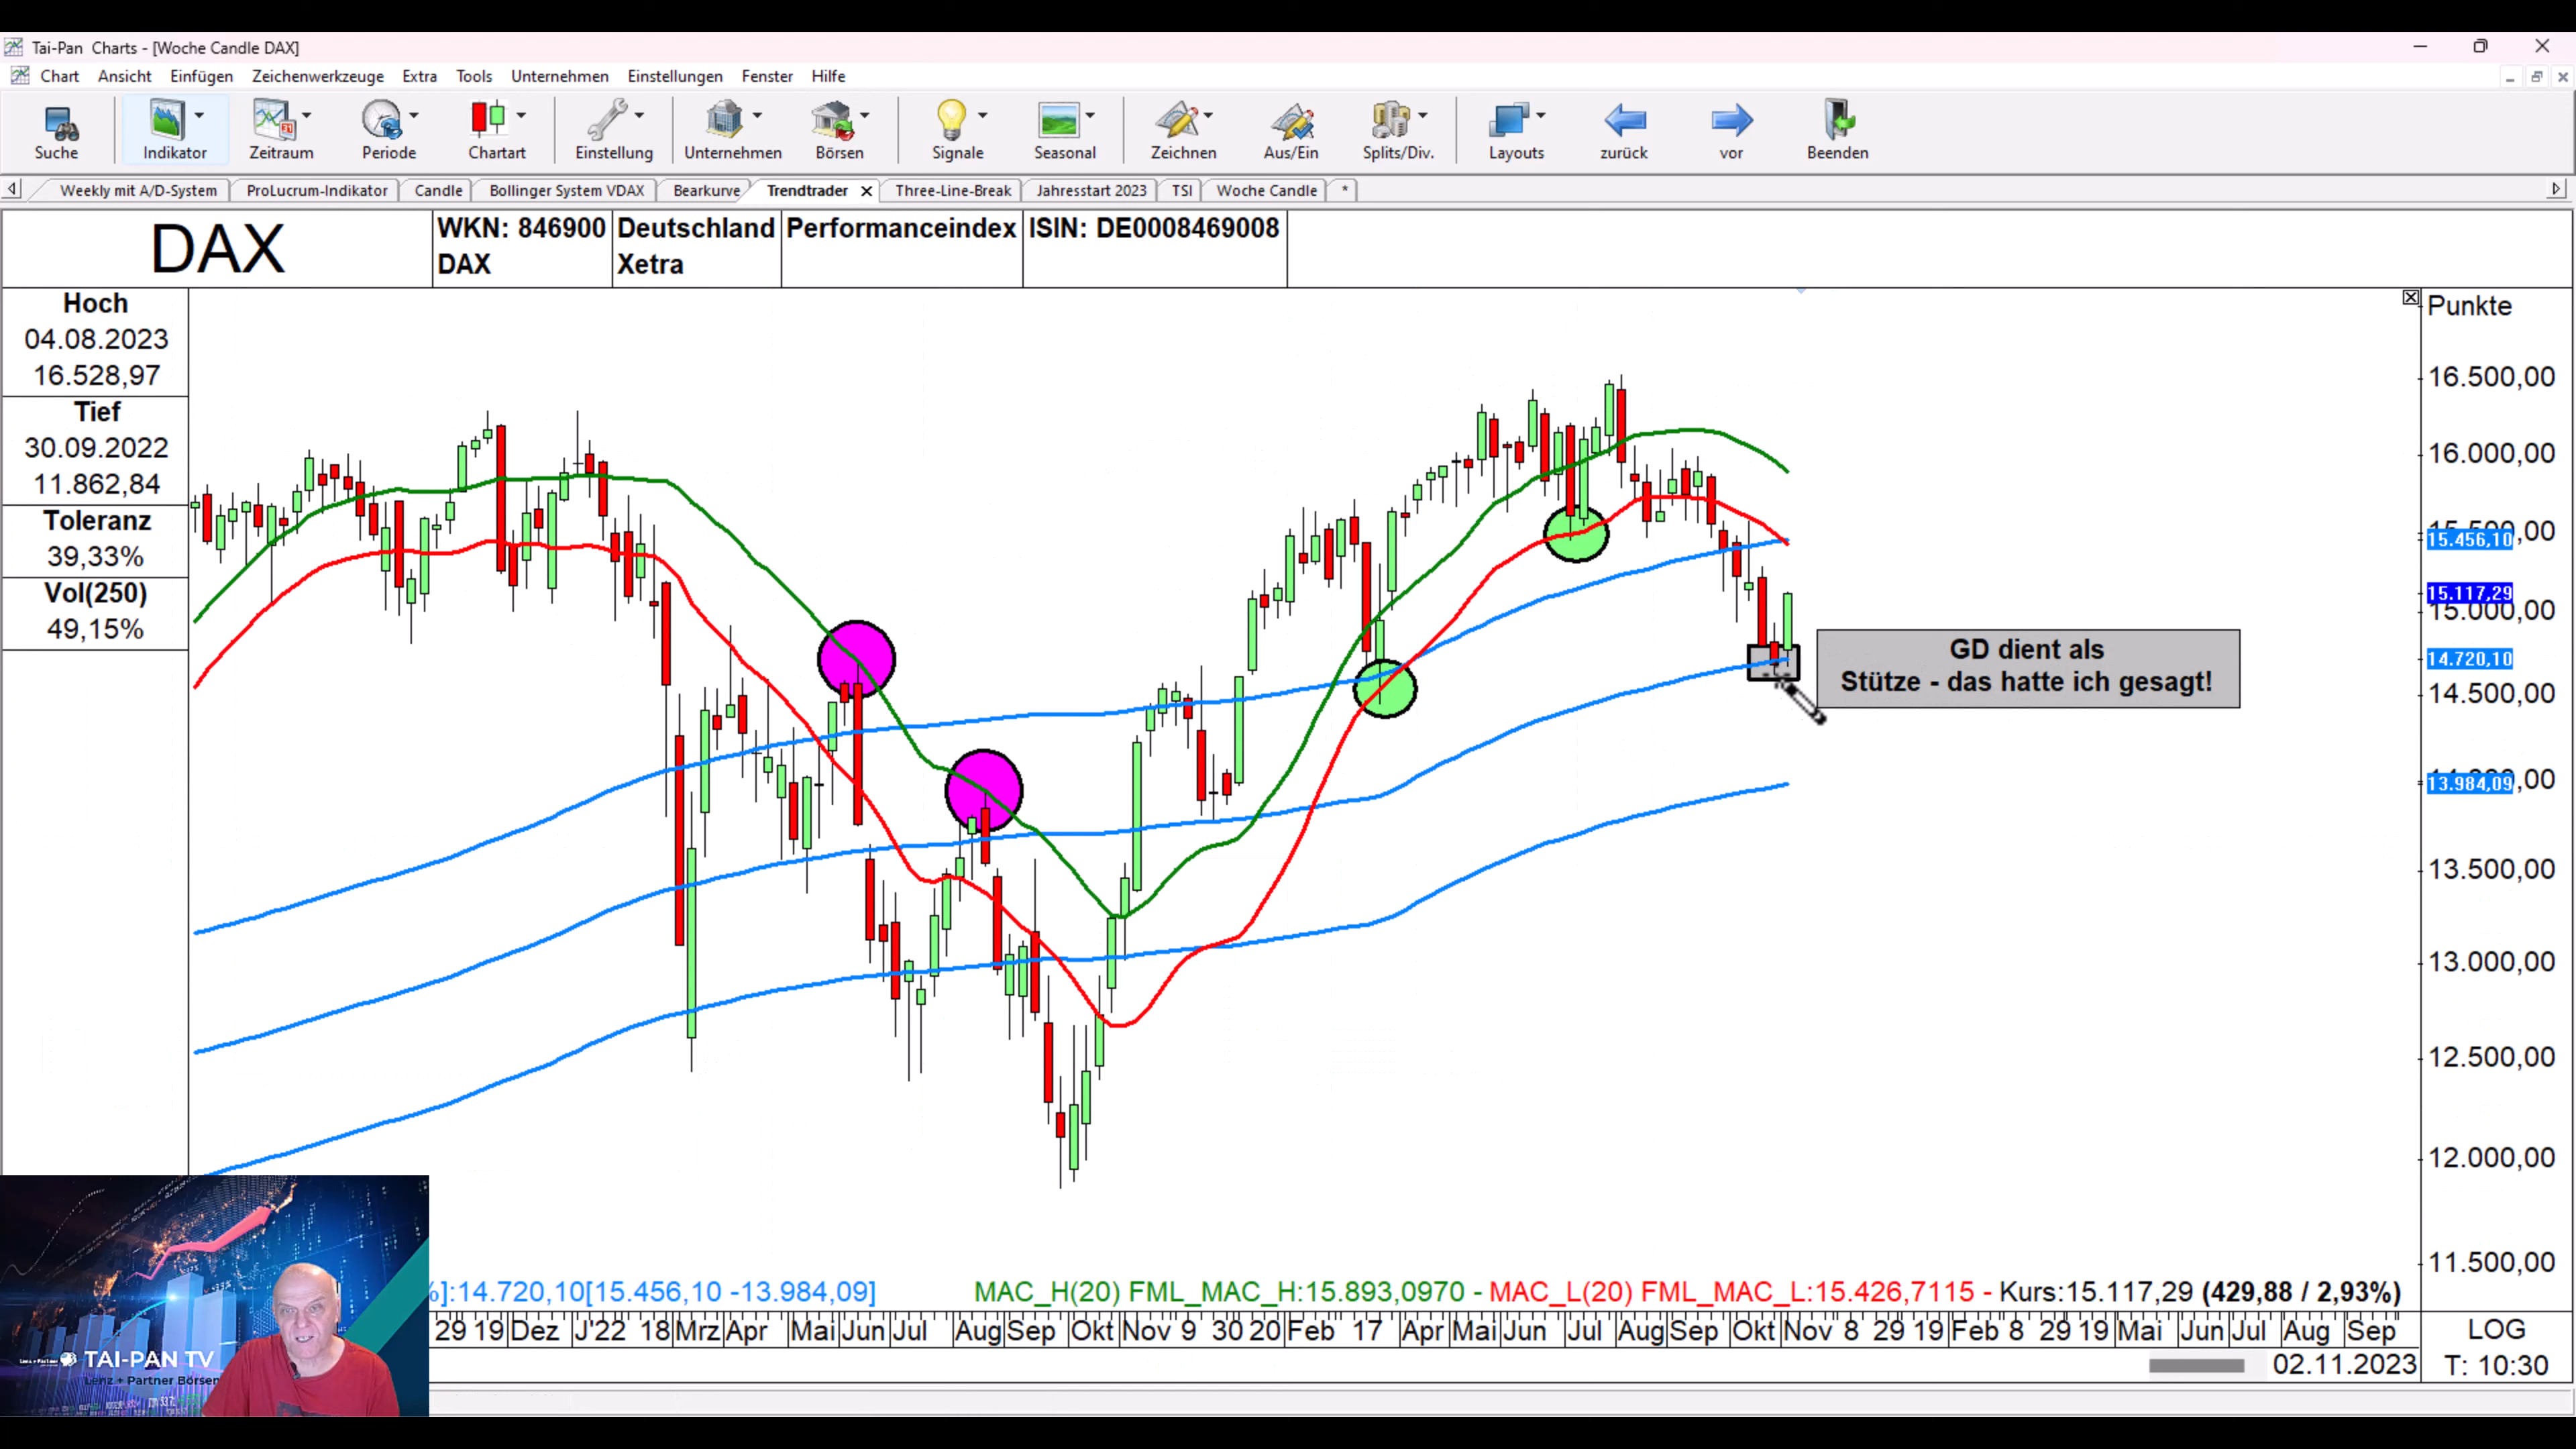 Tai-Pan Charts - [Woche Candle DAX]
Chart Ansicht Einfügen Zeichenwerkzeuge Extra Tools Unternehmen Einstellungen Fenster Hilfe
Suche Indikator Zeitraum Periode Chartart Einstellung Unternehmen Börsen Signale Seasonal Zeichnen Aus/Ein Splits/Div. Layouts zurück vor Beenden
Weekly mit A/D-System ProLucrum-Indikator Candle Bollinger System VDAX Bearkurve Trendtrader Three-Line-Break Jahresstart 2023 TSI Woche Candle *
DAX
WKN: 846900 Deutschland Performanceindex ISIN: DE0008469008
DAX Xetra
Hoch
04.08.2023
16.528,97
Tief
30.09.2022
11.862,84
Toleranz
39,33%
Vol(250)
49,15%
Punkte
16.500,00
16.000,00
15.456,10
15.117,29
15.000,00
14.720,10
14.500,00
13.984,09
13.500,00
13.000,00
12.500,00
12.000,00
11.500,00
GD dient als
Stütze - das hatte ich gesagt!
%]:14.720,10[15.456,10 -13.984,09] MAC_H(20) FML_MAC_H:15.893,0970 - MAC_L(20) FML_MAC_L:15.426,7115 - Kurs:15.117,29 (429,88 / 2,93%)
29 19 Dez J'22 18 Mrz Apr Mai Jun Jul Aug Sep Okt Nov 9 30 20 Feb 17 Apr Mai Jun Jul Aug Sep Okt Nov 8 29 19 Feb 8 29 19 Mai Jun Jul Aug Sep
LOG
02.11.2023
T: 10:30
TAI-PAN TV
Lenz + Partner Börsen